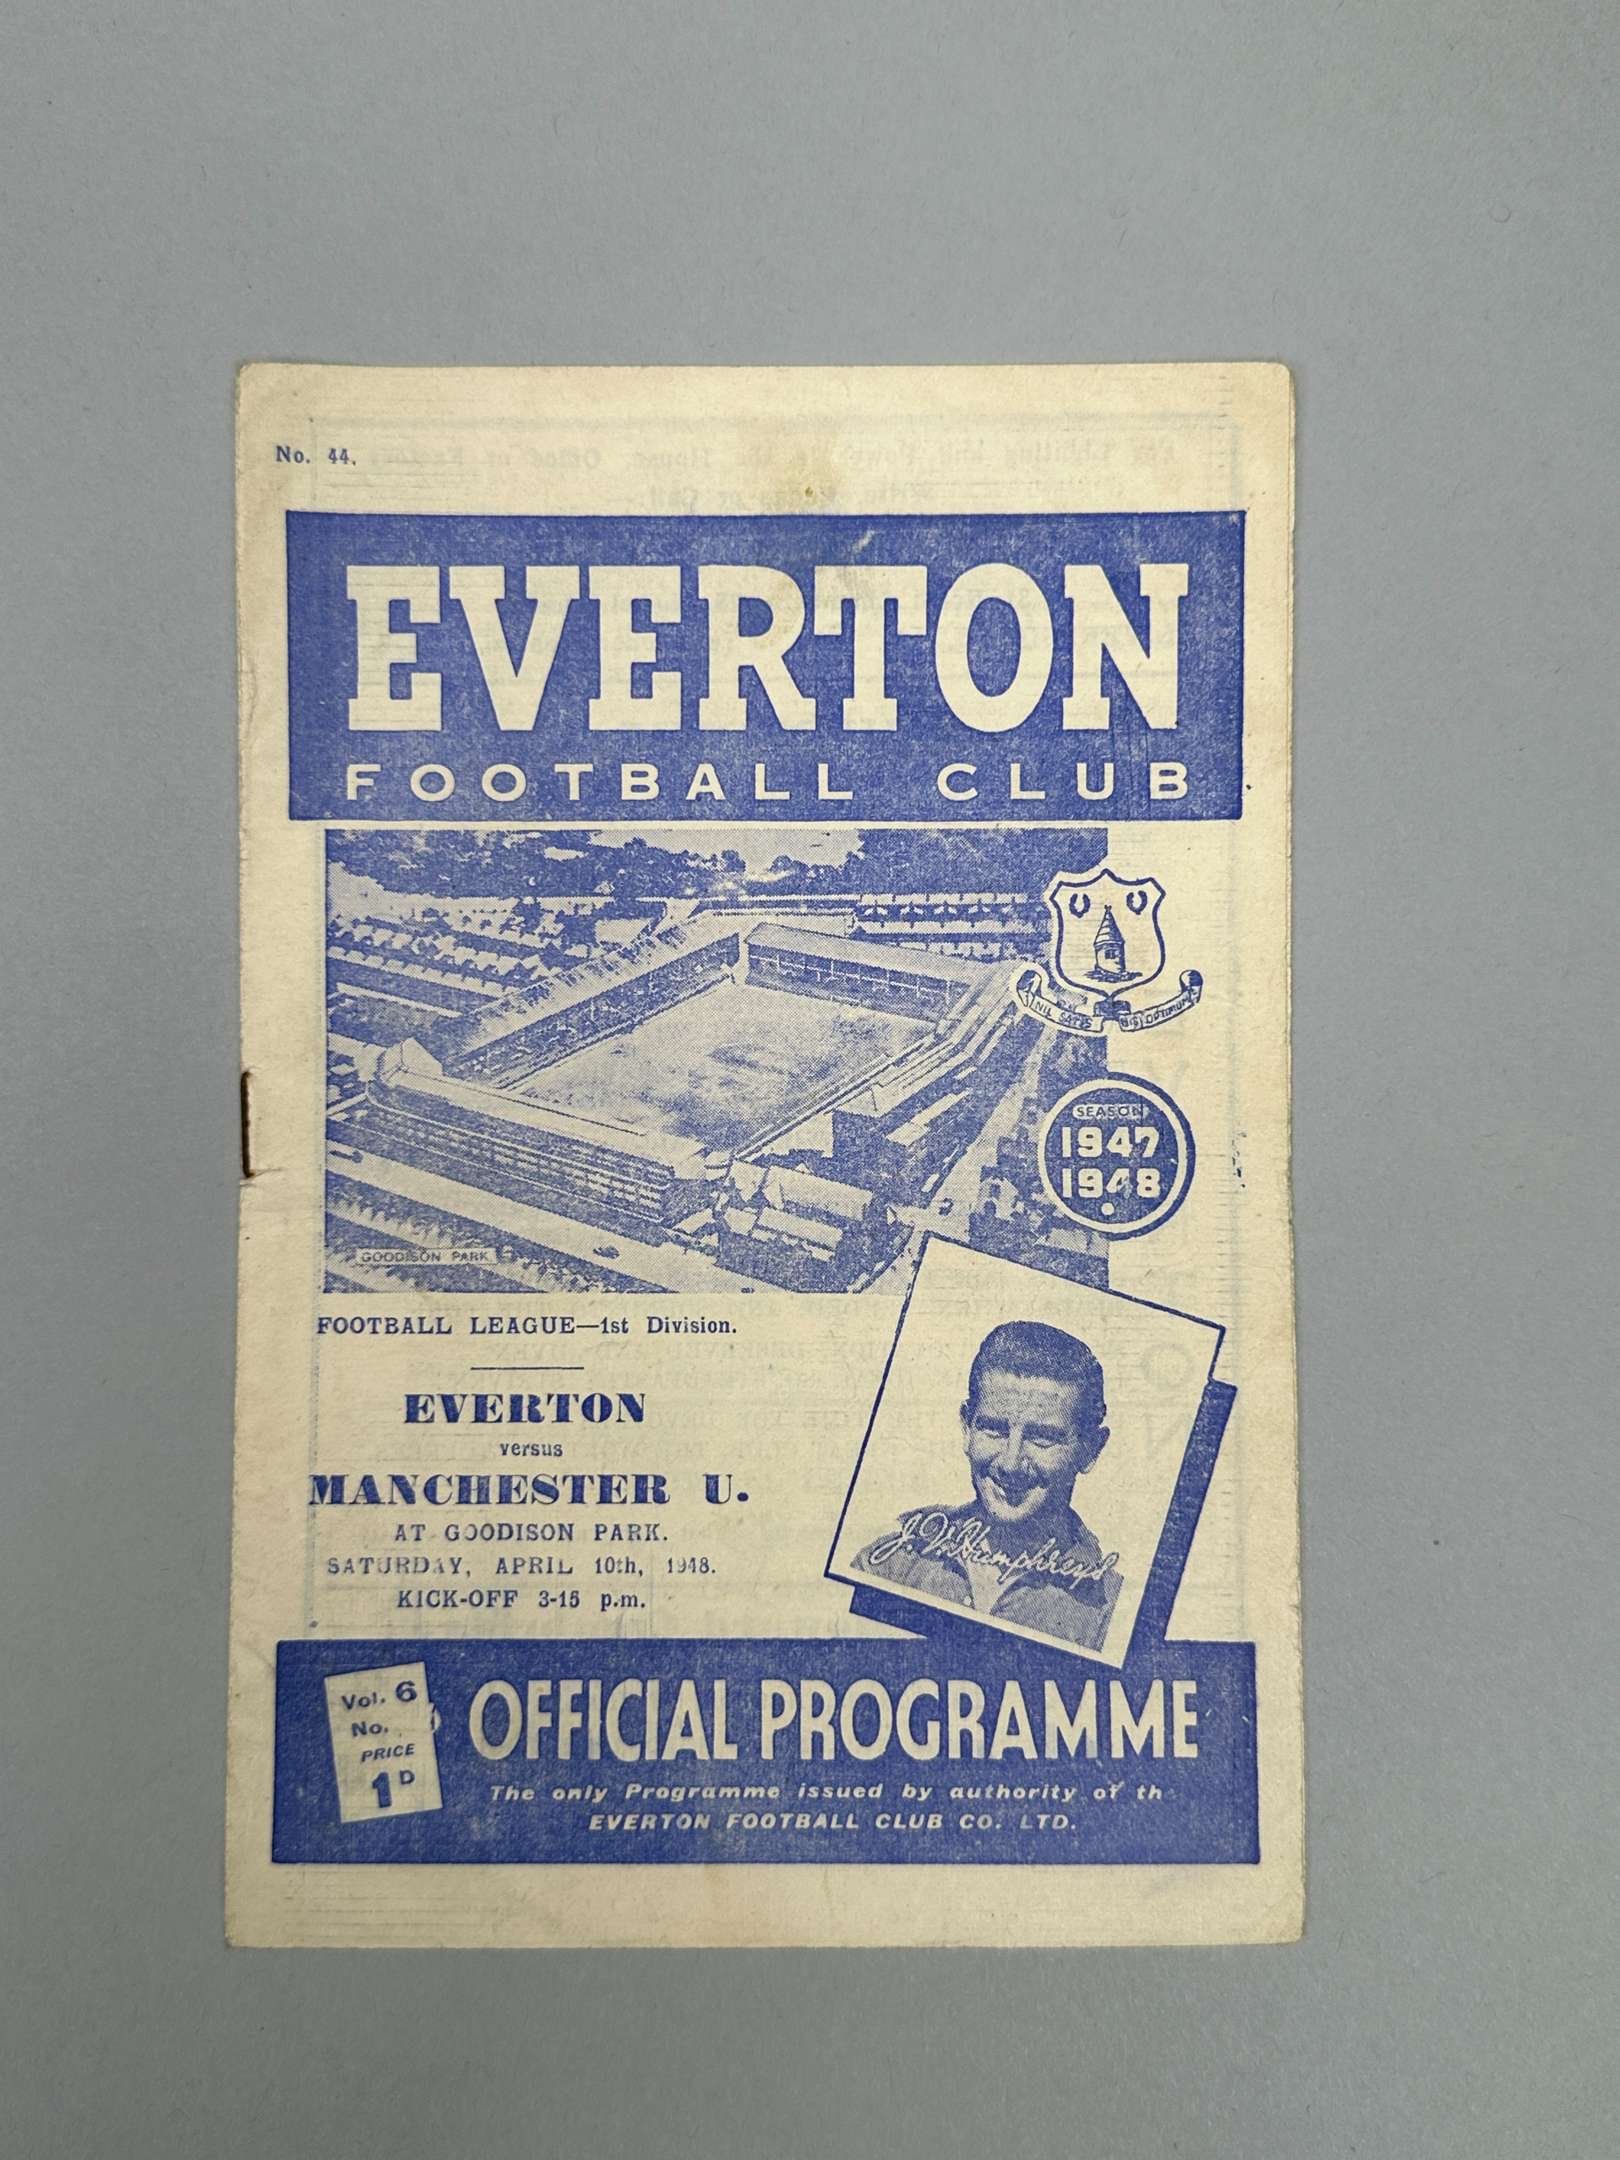 No. 44.
EVERTON
FOOTBALL CLUB
NIL SATIS NISI OPTIMUM
SEASON
1947
1948
GOODISON PARK
FOOTBALL LEAGUE—1st Division.
EVERTON
versus
MANCHESTER U.
AT GOODISON PARK.
SATURDAY, APRIL 10th, 1948.
KICK-OFF 3-15 p.m.
J. W. Humphreys
Vol. 6
No.
PRICE
1D
OFFICIAL PROGRAMME
The only Programme issued by authority of th
EVERTON FOOTBALL CLUB CO. LTD.